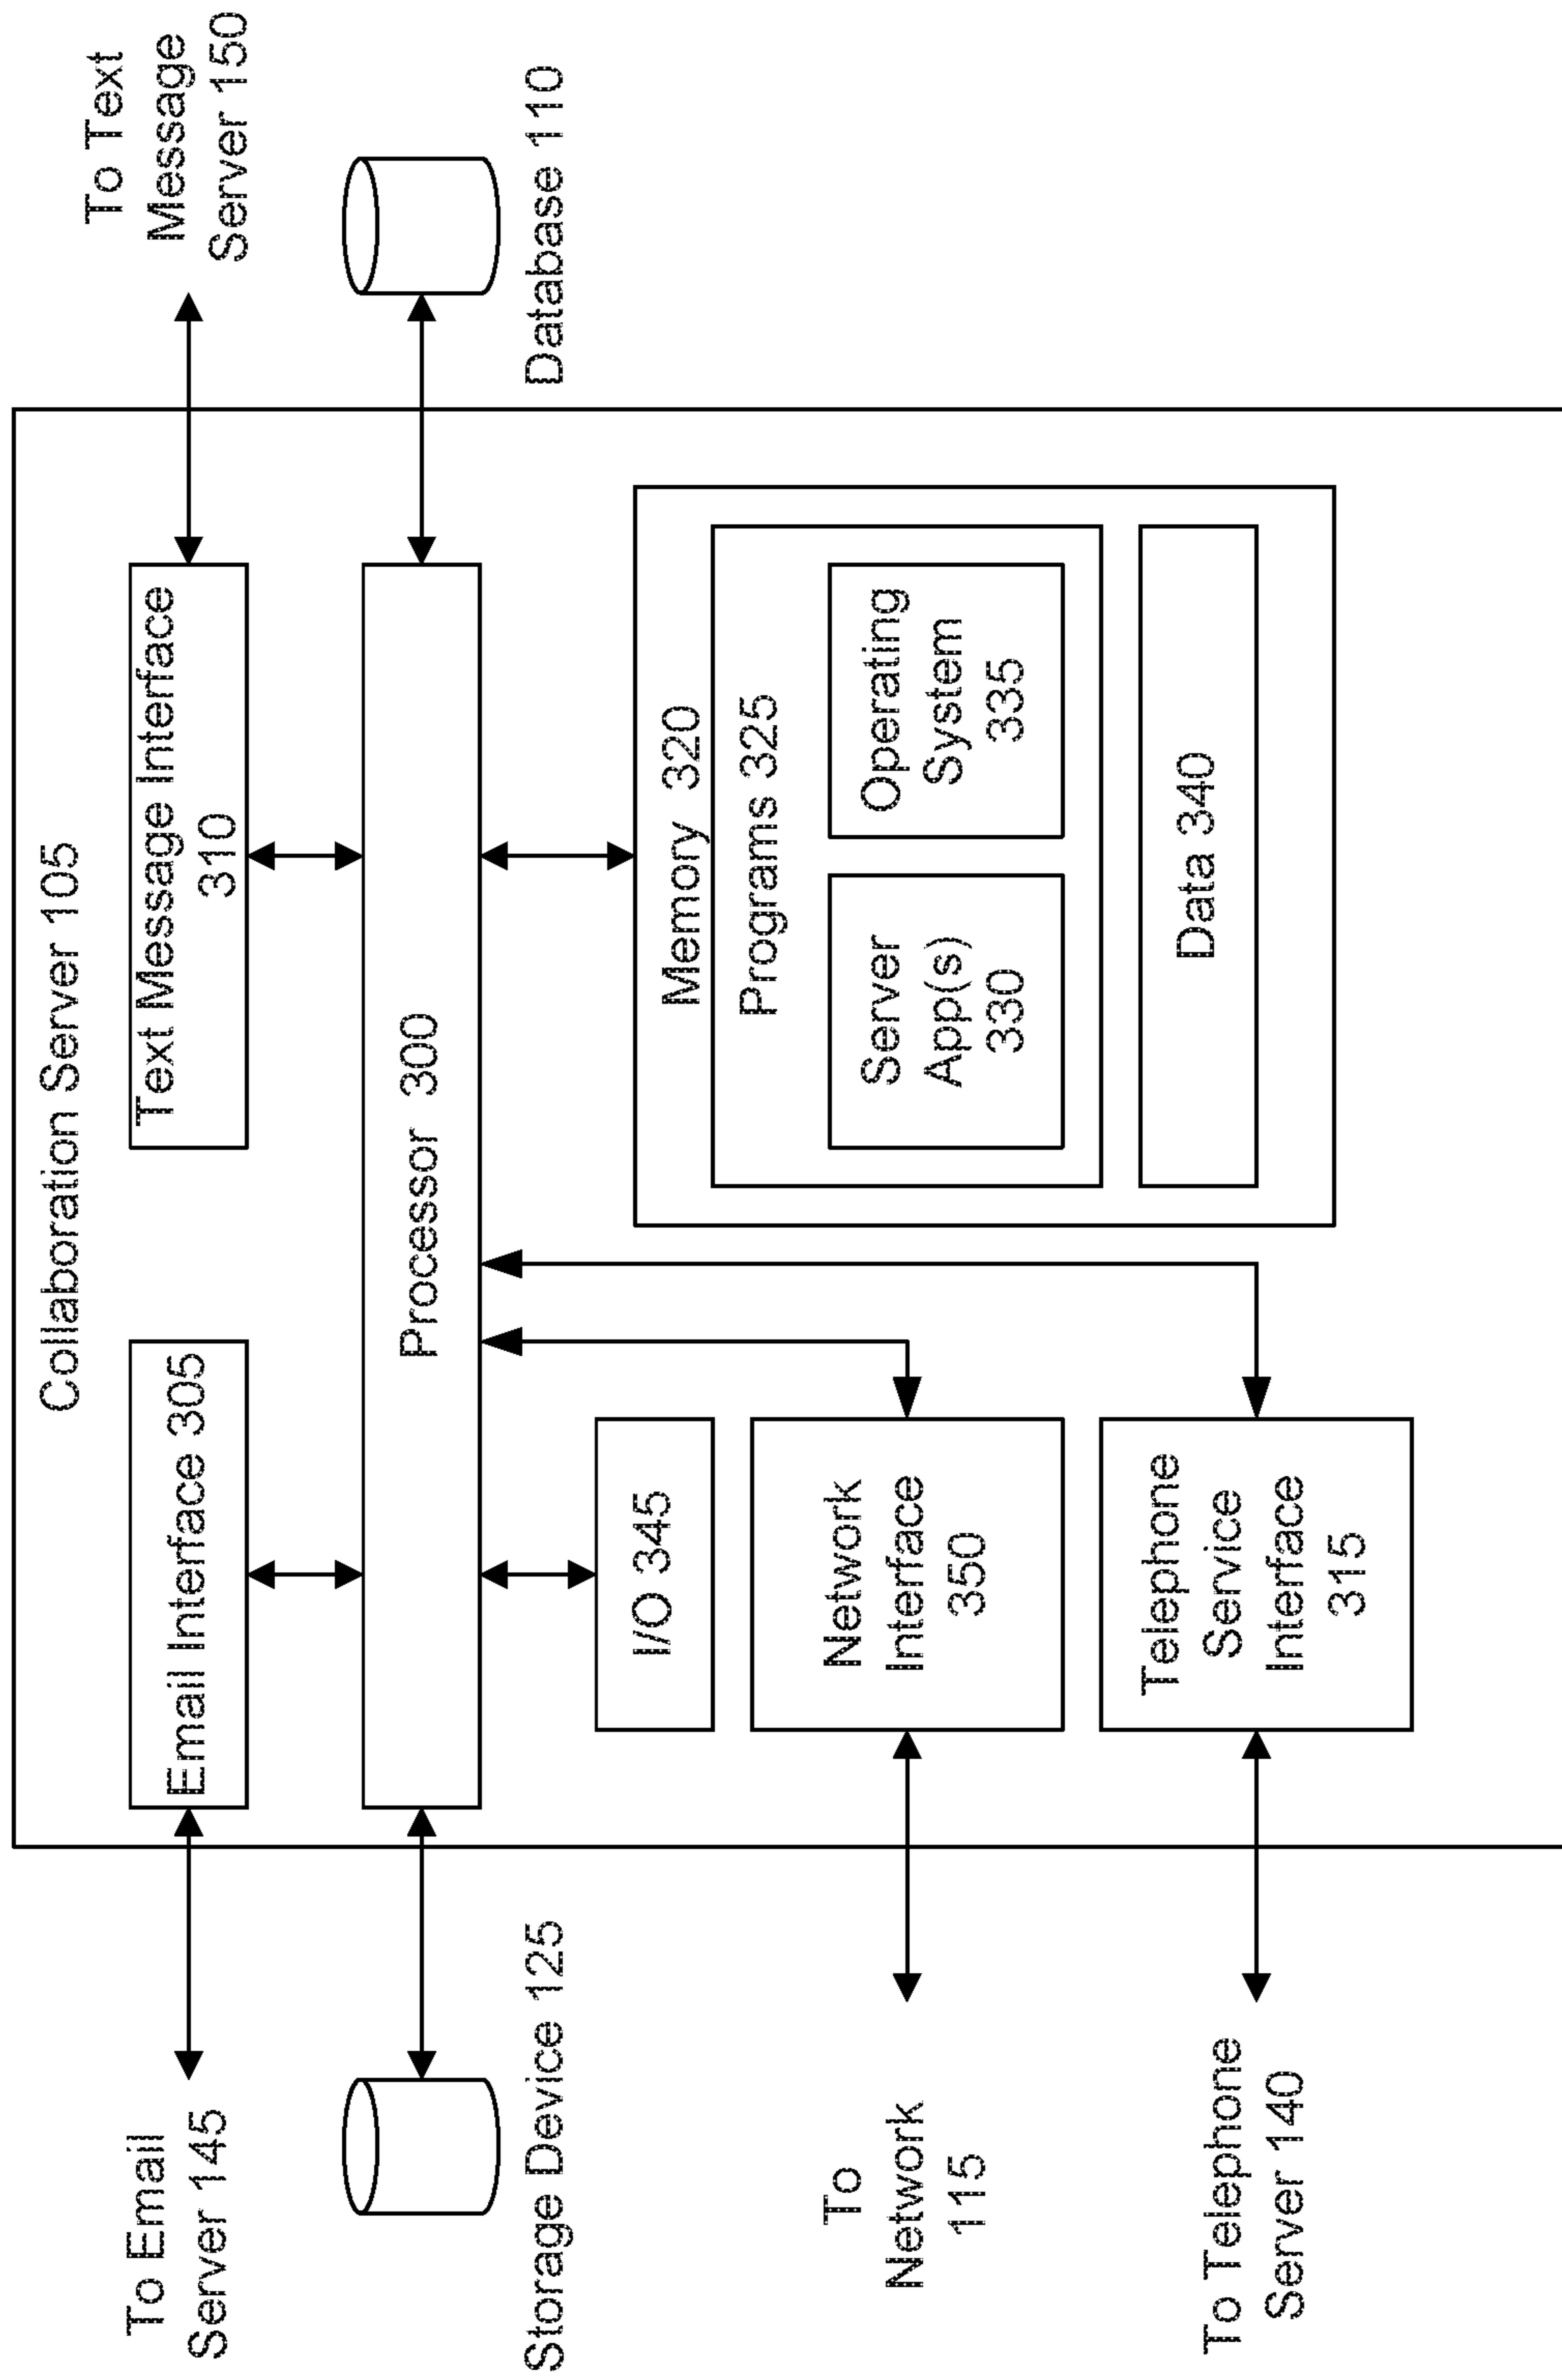 Collaboration Server 105
To Email
Server 145
Email Interface 305
Text Message Interface
310
To Text
Message
Server 150
Storage Device 125
Processor 300
Database 110
I/O 345
Memory 320
Programs 325
Server
App(s)
330
Operating
System
335
Data 340
To
Network
115
Network
Interface
350
To Telephone
Server 140
Telephone
Service
Interface
315